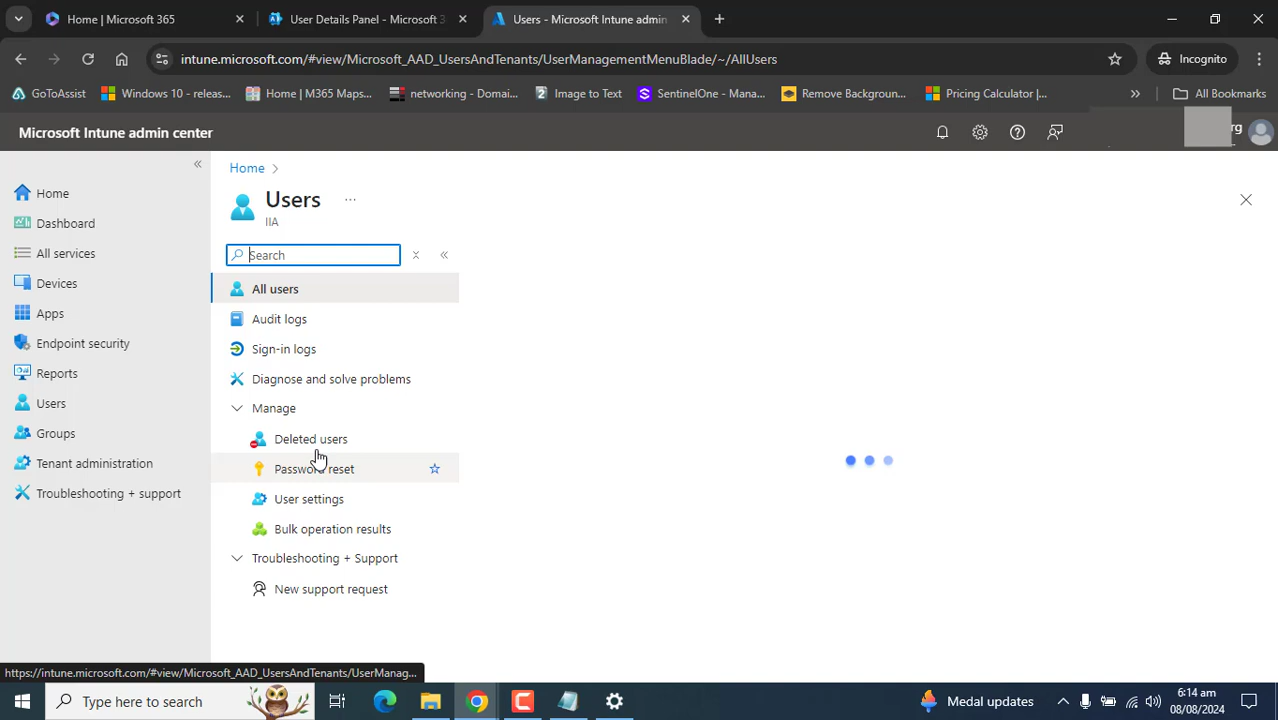 Home | Microsoft 365
User Details Panel - Microsoft 3
Users - Microsoft Intune admin
intune.microsoft.com/#view/Microsoft_AAD_UsersAndTenants/UserManagementMenuBlade/~/AllUsers
Incognito
GoToAssist
Windows 10 - releas...
Home | M365 Maps...
networking - Domai...
Image to Text
SentinelOne - Mana...
Remove Backgroun...
Pricing Calculator |...
All Bookmarks
Microsoft Intune admin center
rg
Home
Dashboard
All services
Devices
Apps
Endpoint security
Reports
Users
Groups
Tenant administration
Troubleshooting + support
Home
Users
IIA
Search
All users
Audit logs
Sign-in logs
Diagnose and solve problems
Manage
Deleted users
Password reset
User settings
Bulk operation results
Troubleshooting + Support
New support request
https://intune.microsoft.com/#view/Microsoft_AAD_UsersAndTenants/UserManag...
Type here to search
Medal updates
6:14 am
08/08/2024